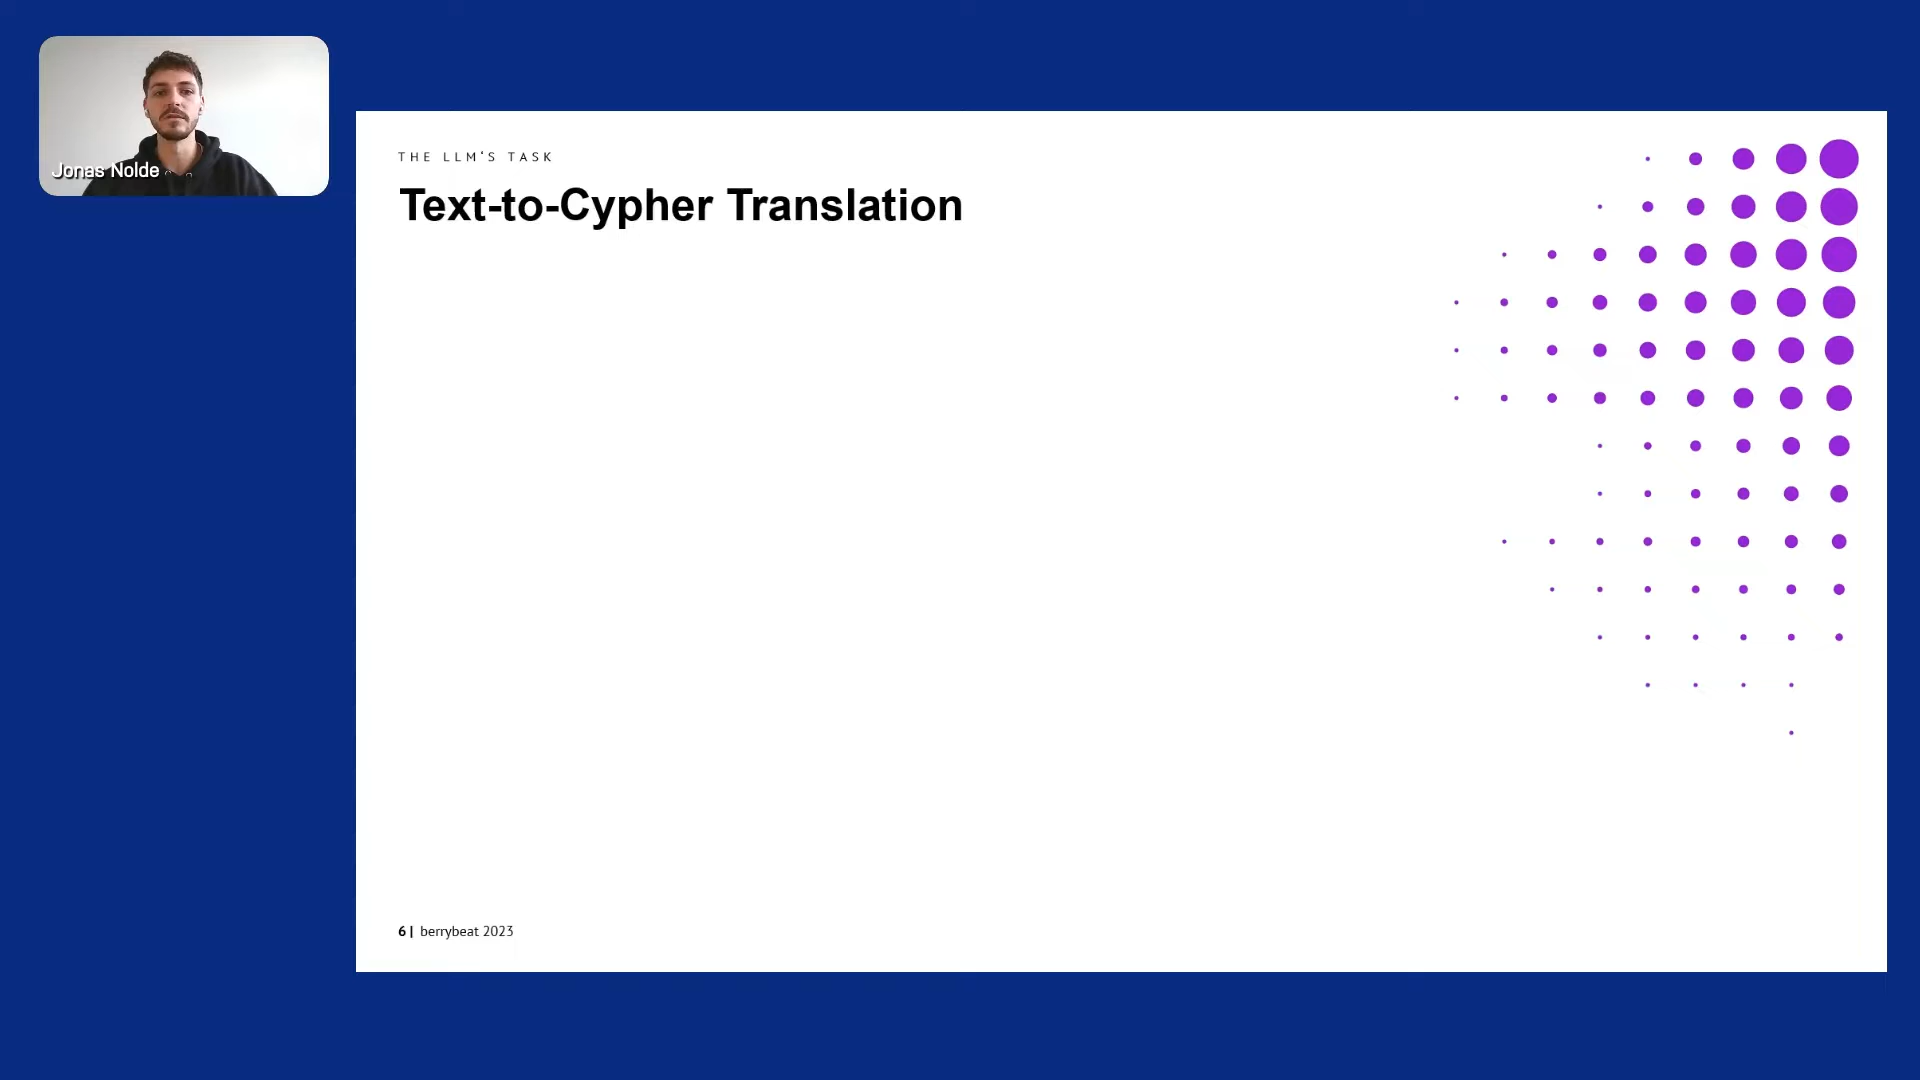 Jonas Nolde
THE LLM‘S TASK
Text-to-Cypher Translation
6 | berrybeat 2023